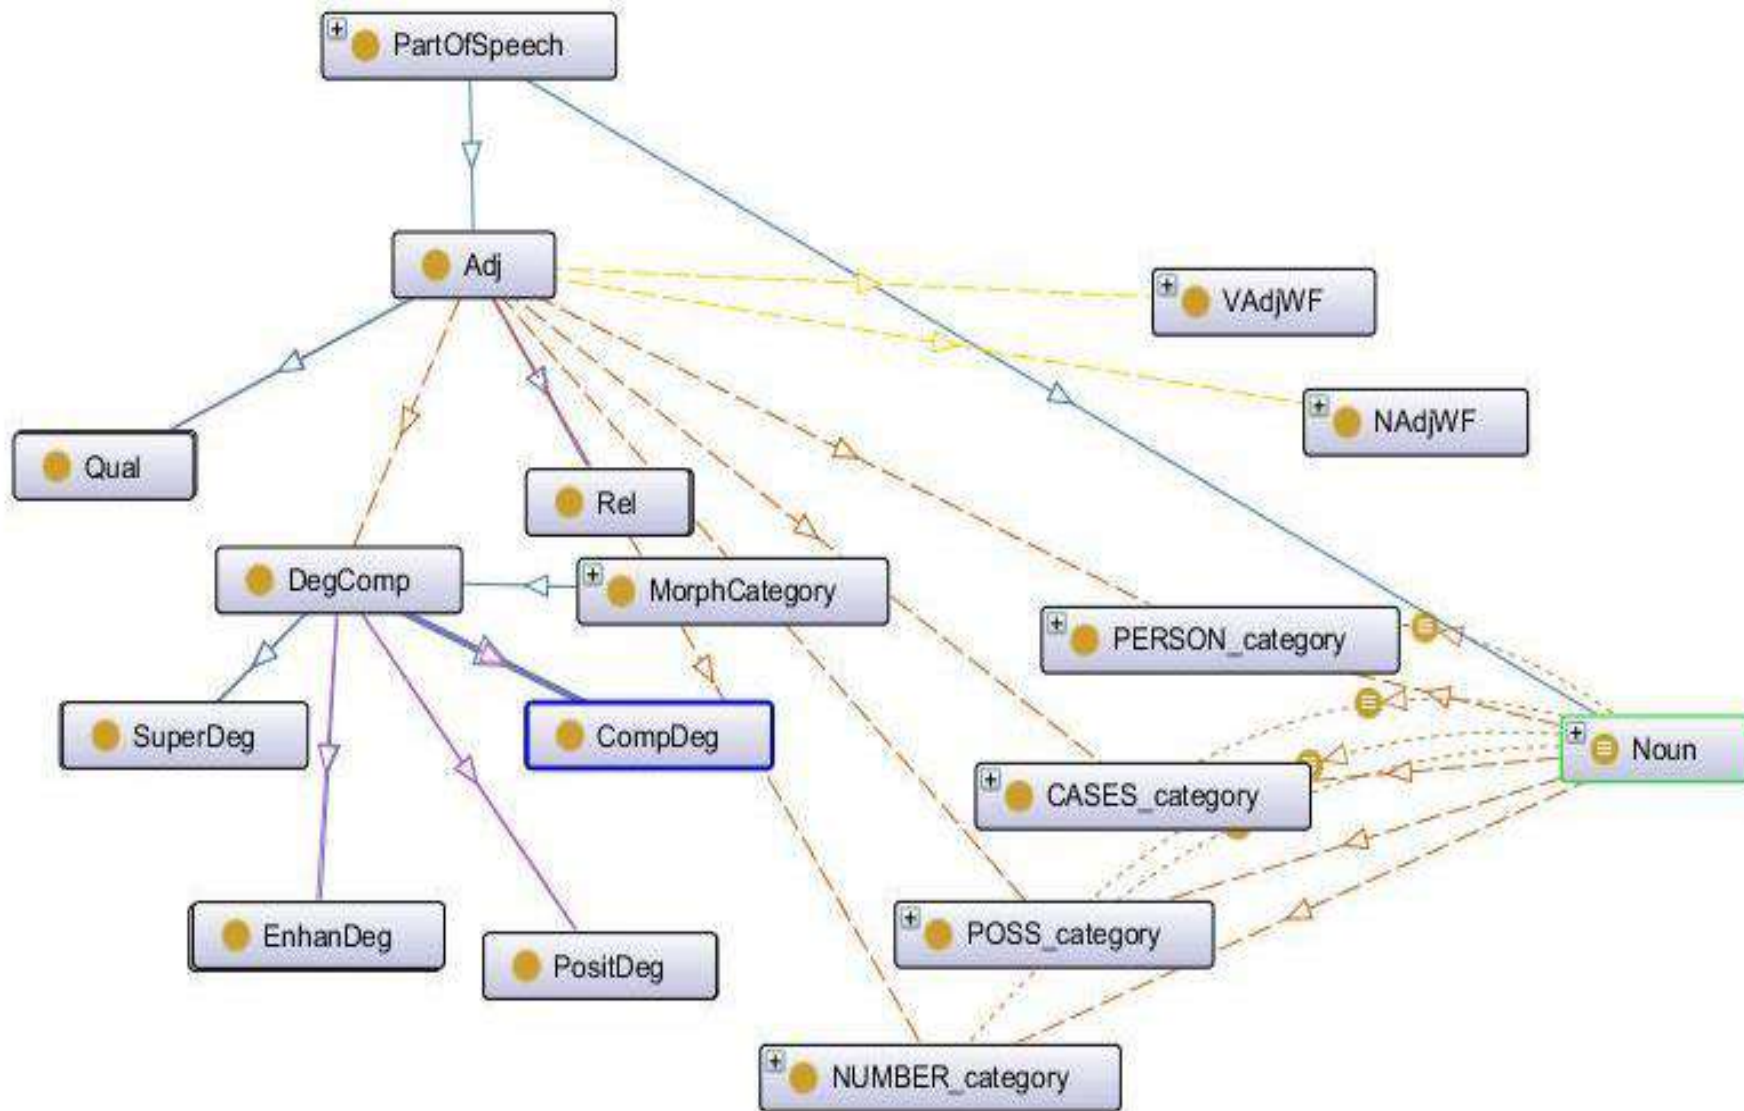 PartOfSpeech
Adj
VAdjWF
NAdjWF
Qual
Rel
DegComp
MorphCategory
PERSON_category
SuperDeg
CompDeg
Noun
CASES_category
EnhanDeg
POSS_category
PositDeg
NUMBER_category